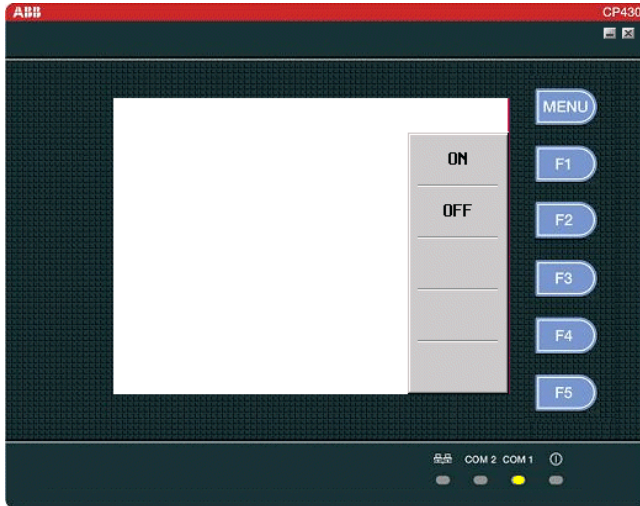 ABB CP430
MENU
ON F1
OFF F2
F3
F4
F5
COM 2 COM 1